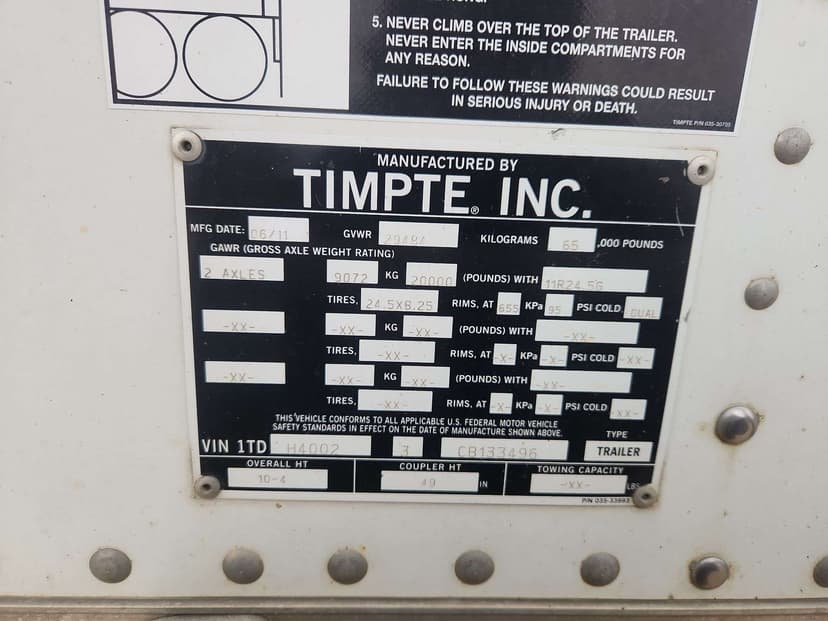 5. NEVER CLIMB OVER THE TOP OF THE TRAILER.
NEVER ENTER THE INSIDE COMPARTMENTS FOR
ANY REASON.
FAILURE TO FOLLOW THESE WARNINGS COULD RESULT
IN SERIOUS INJURY OR DEATH.
TIMPTE P/N 035-30795
MANUFACTURED BY
TIMPTE® INC.
MFG DATE: 06/11 GVWR 29484 KILOGRAMS 65 ,000 POUNDS
GAWR (GROSS AXLE WEIGHT RATING)
2 AXLES 9072 KG 20000 (POUNDS) WITH 11R24.5G
TIRES, 24.5X8.25 RIMS, AT 655 KPa 95 PSI COLD DUAL
-XX- -XX- KG -XX- (POUNDS) WITH -XX-
TIRES, -XX- RIMS, AT -X- KPa -X- PSI COLD -XX-
-XX- -XX- KG -XX- (POUNDS) WITH -XX-
TIRES, -XX- RIMS, AT -X- KPa -X- PSI COLD -XX-
THIS VEHICLE CONFORMS TO ALL APPLICABLE U.S. FEDERAL MOTOR VEHICLE
SAFETY STANDARDS IN EFFECT ON THE DATE OF MANUFACTURE SHOWN ABOVE.
TYPE
VIN 1TD H4002 3 CB133496 TRAILER
OVERALL HT COUPLER HT TOWING CAPACITY
10-4 49 IN -XX- LBS
P/N 035-33993